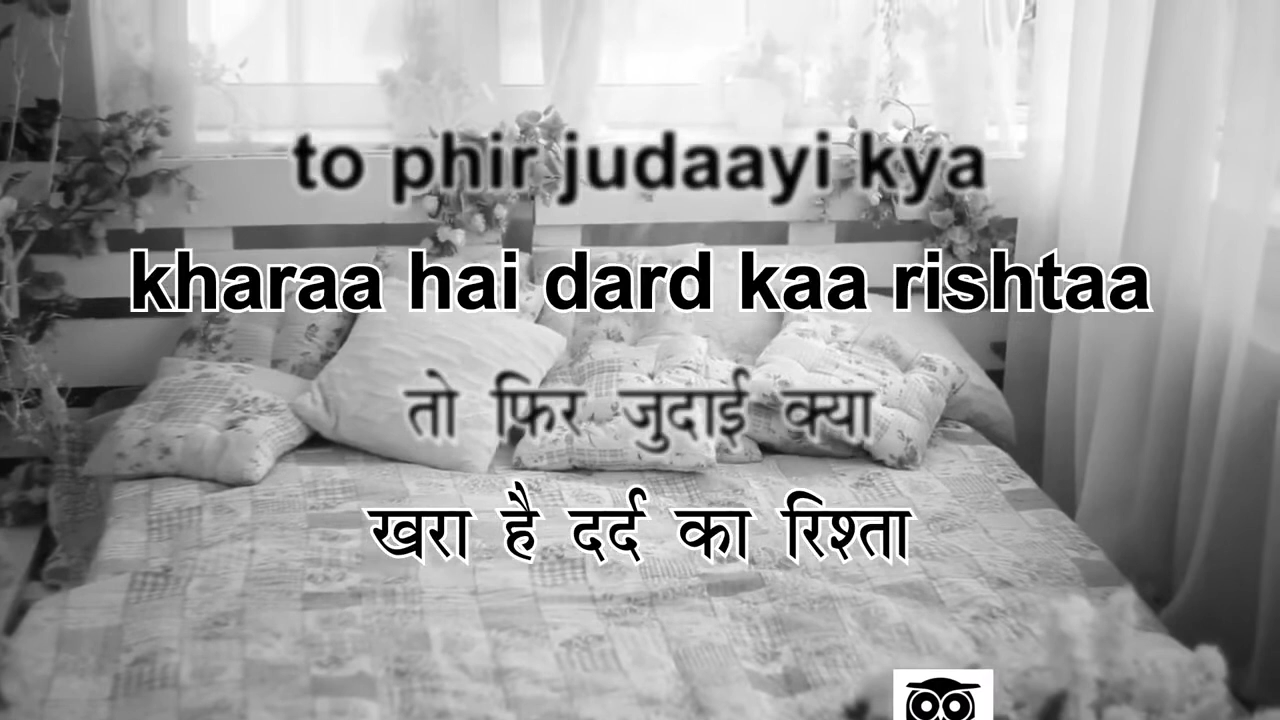 to phir judaayi kya
kharaa hai dard kaa rishtaa
तो फिर जुदाई क्या
खरा है दर्द का रिश्ता